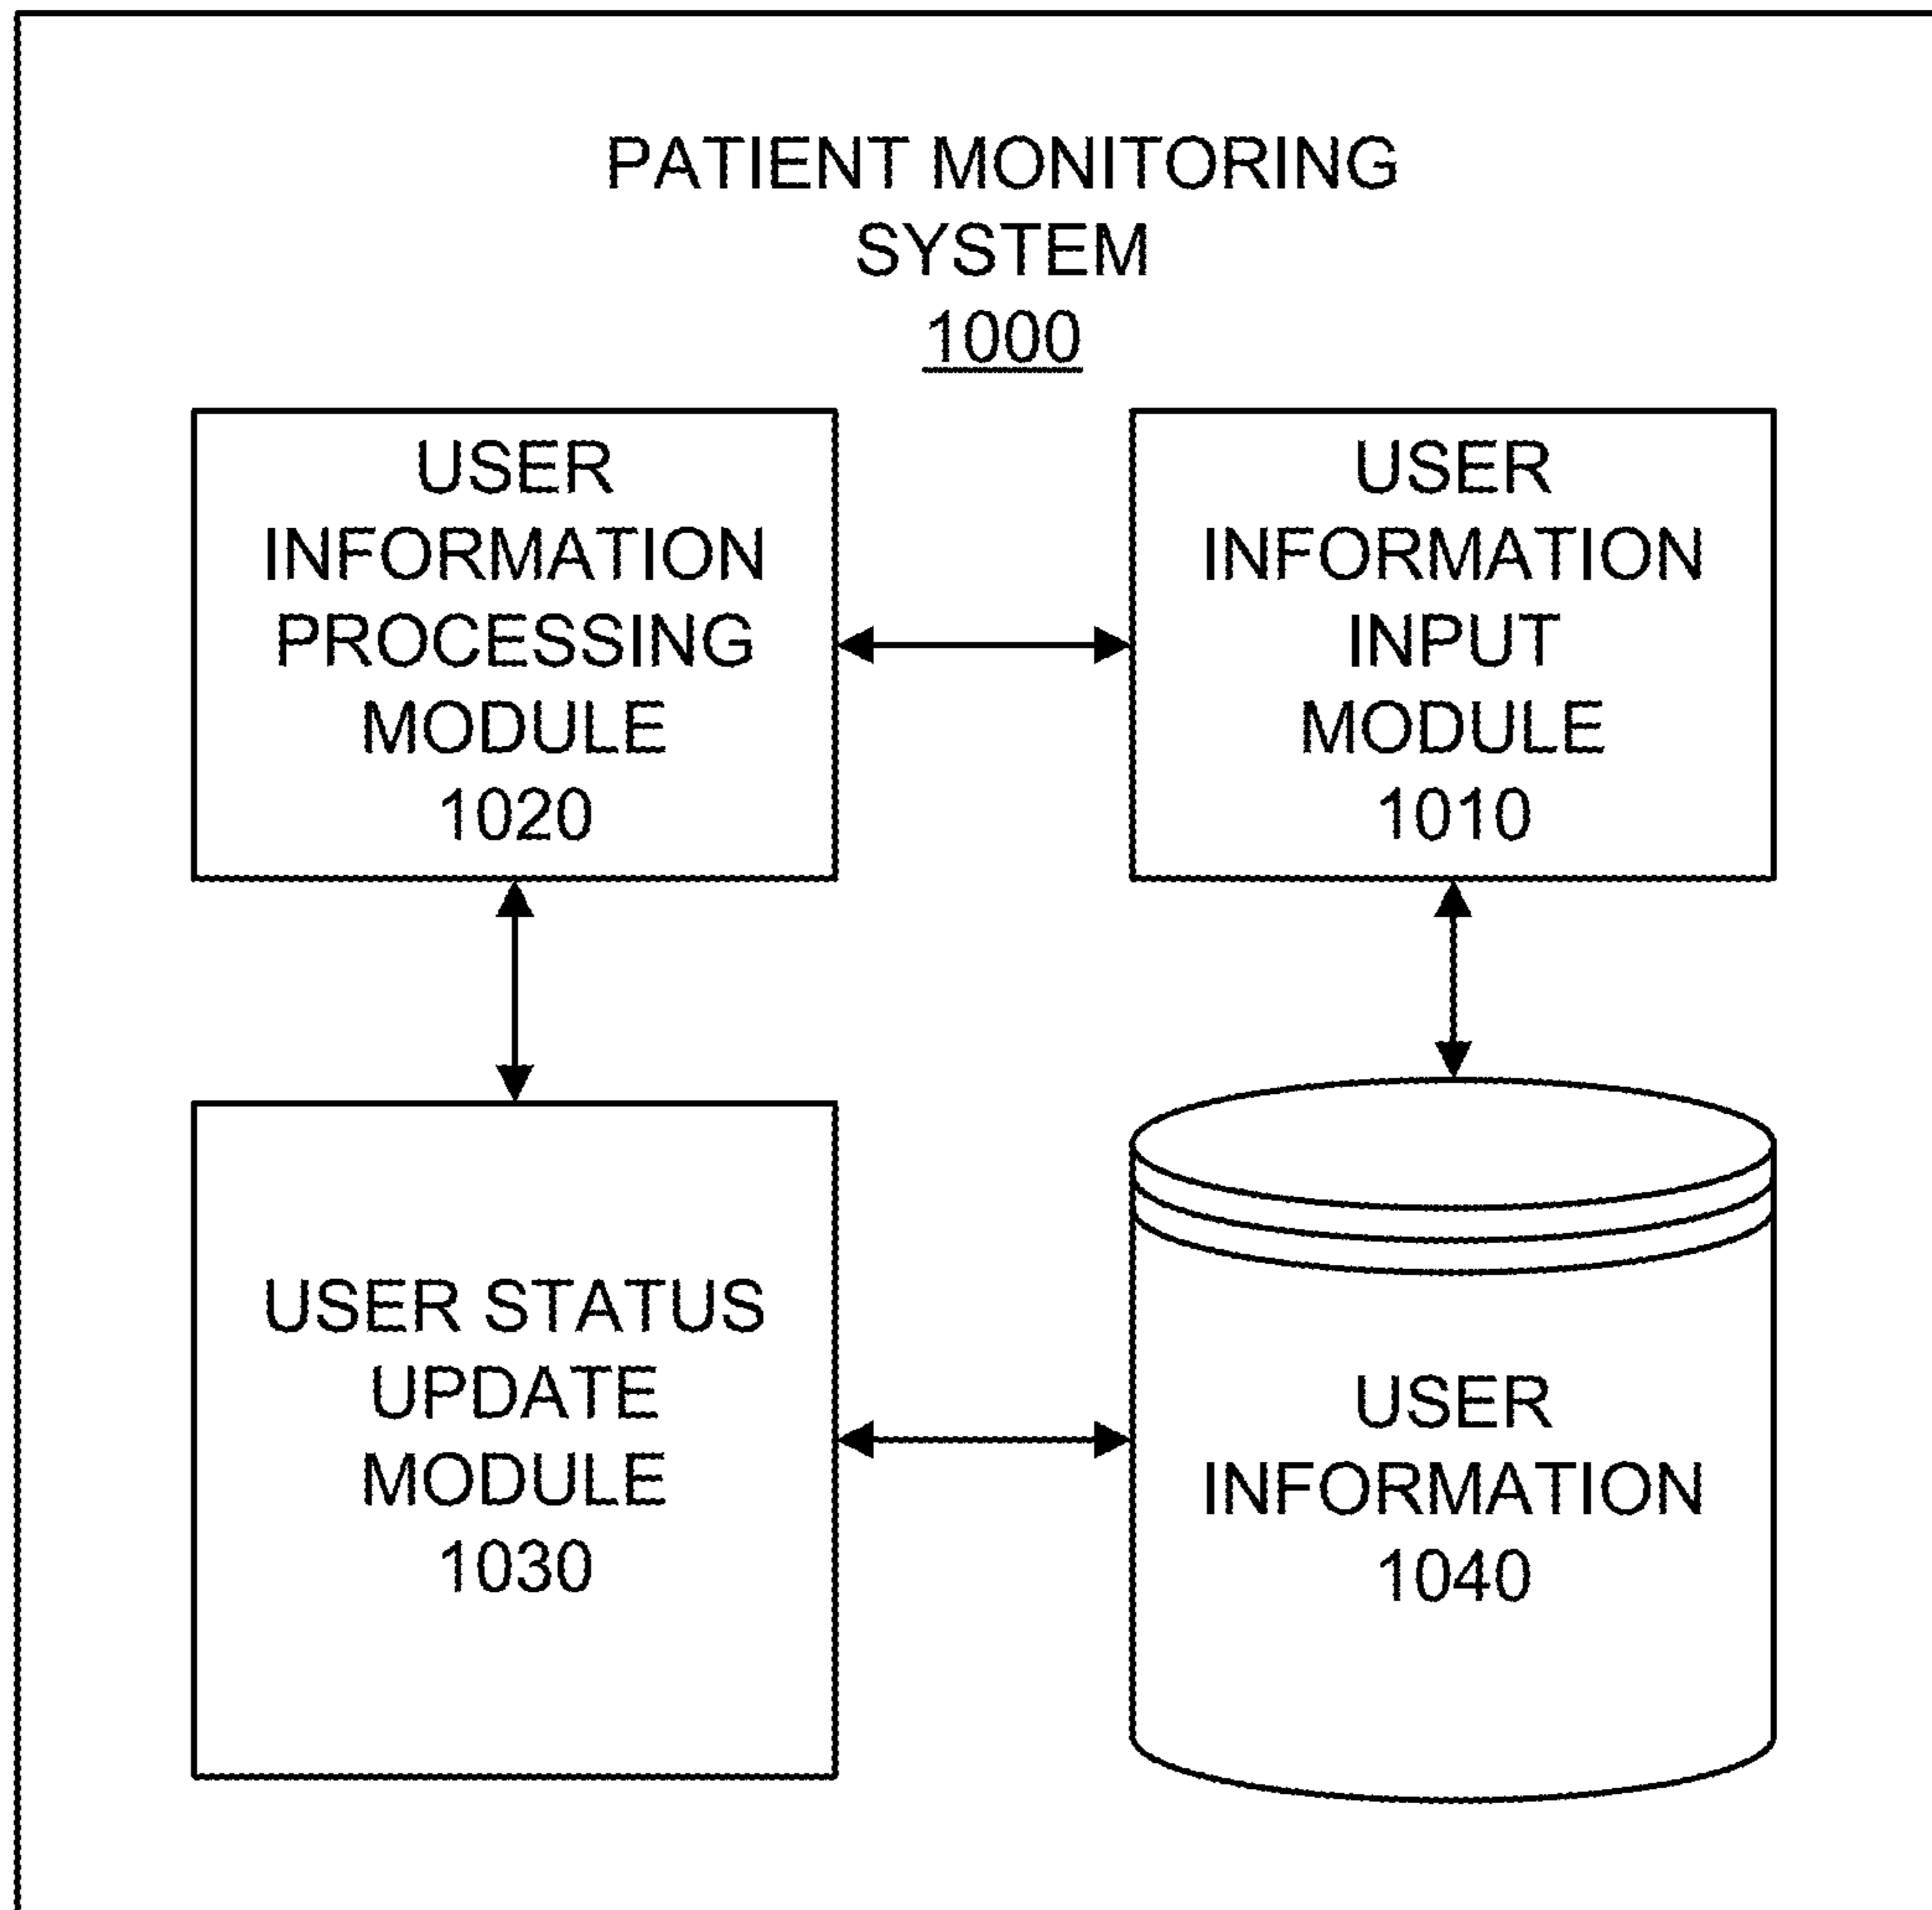 PATIENT MONITORING
SYSTEM
1000
USER
INFORMATION
PROCESSING
MODULE
1020
USER
INFORMATION
INPUT
MODULE
1010
USER STATUS
UPDATE
MODULE
1030
USER
INFORMATION
1040